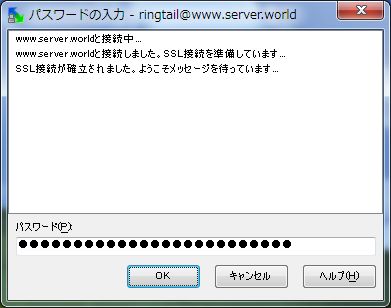 パスワードの入力 - ringtail@www.server.world
www.server.worldと接続中...
www.server.worldと接続しました。SSL接続を準備しています...
SSL接続が確立されました。ようこそメッセージを待っています...
パスワード(P):
●●●●●●●●●●●●●●●●●●●●●●●●●
OK キャンセル ヘルプ(H)